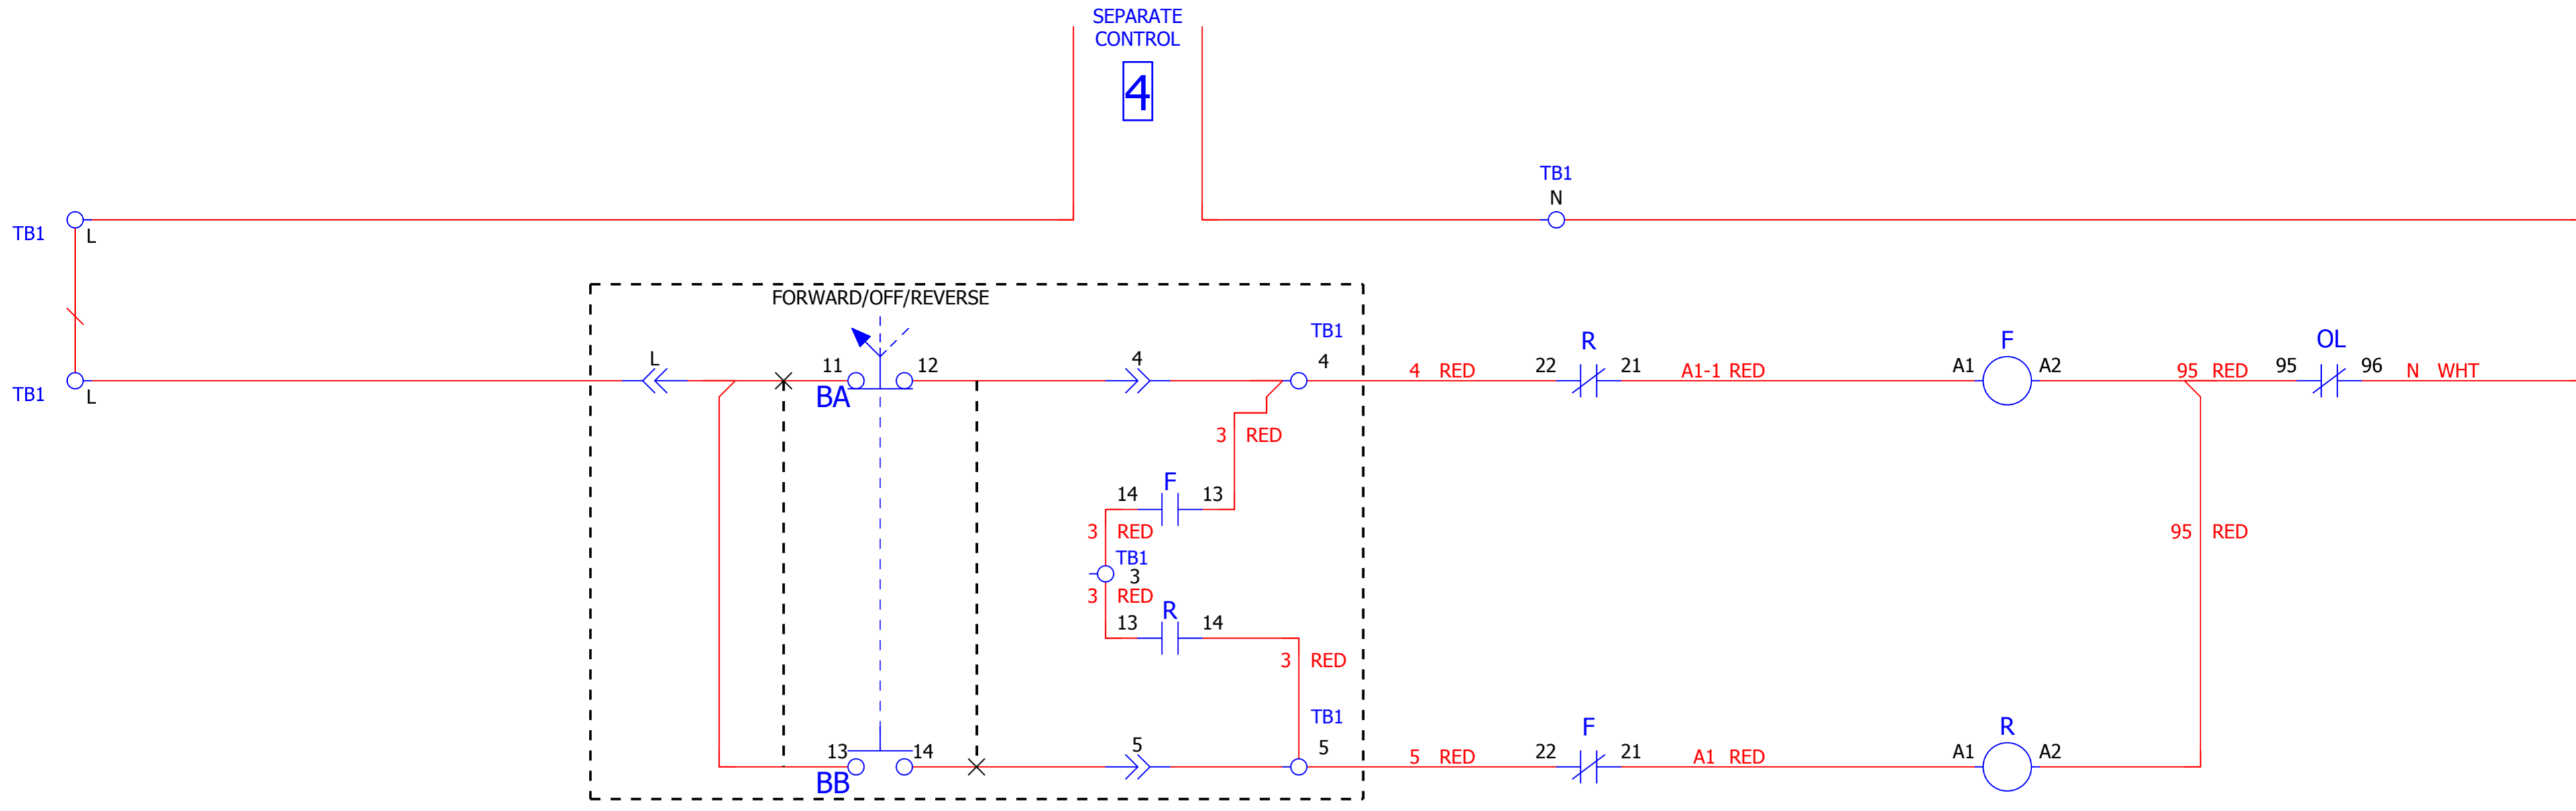 SEPARATE
CONTROL
4
TB1
N
TB1
L
FORWARD/OFF/REVERSE
TB1
4
TB1
L
L
11
12
BA
4
4 RED
22
R
21
A1-1 RED
A1
F
A2
95 RED
95
OL
96
N WHT
3 RED
14
F
13
3 RED
TB1
3
3 RED
13
R
14
3 RED
95 RED
TB1
5
13
14
BB
5
5 RED
22
F
21
A1 RED
A1
R
A2